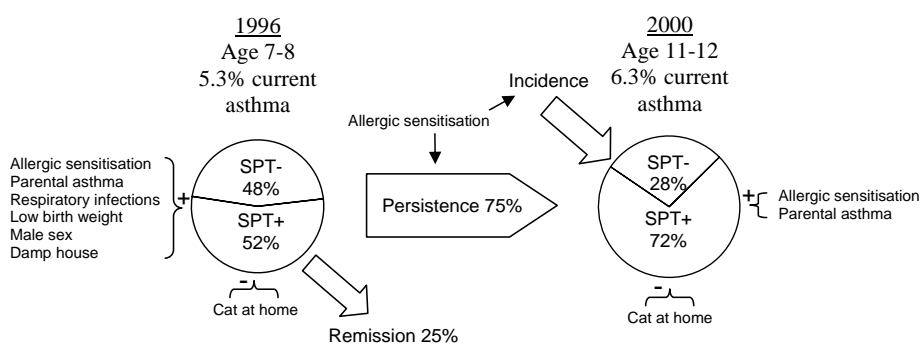 1996
Age 7-8
5.3% current
asthma
2000
Age 11-12
6.3% current
asthma
Incidence
Allergic sensitisation
Allergic sensitisation
Parental asthma
Respiratory infections
Low birth weight
Male sex
Damp house
+
SPT-
48%
SPT+
52%
Persistence 75%
SPT-
28%
SPT+
72%
+
Allergic sensitisation
Parental asthma
-
Cat at home
-
Cat at home
Remission 25%